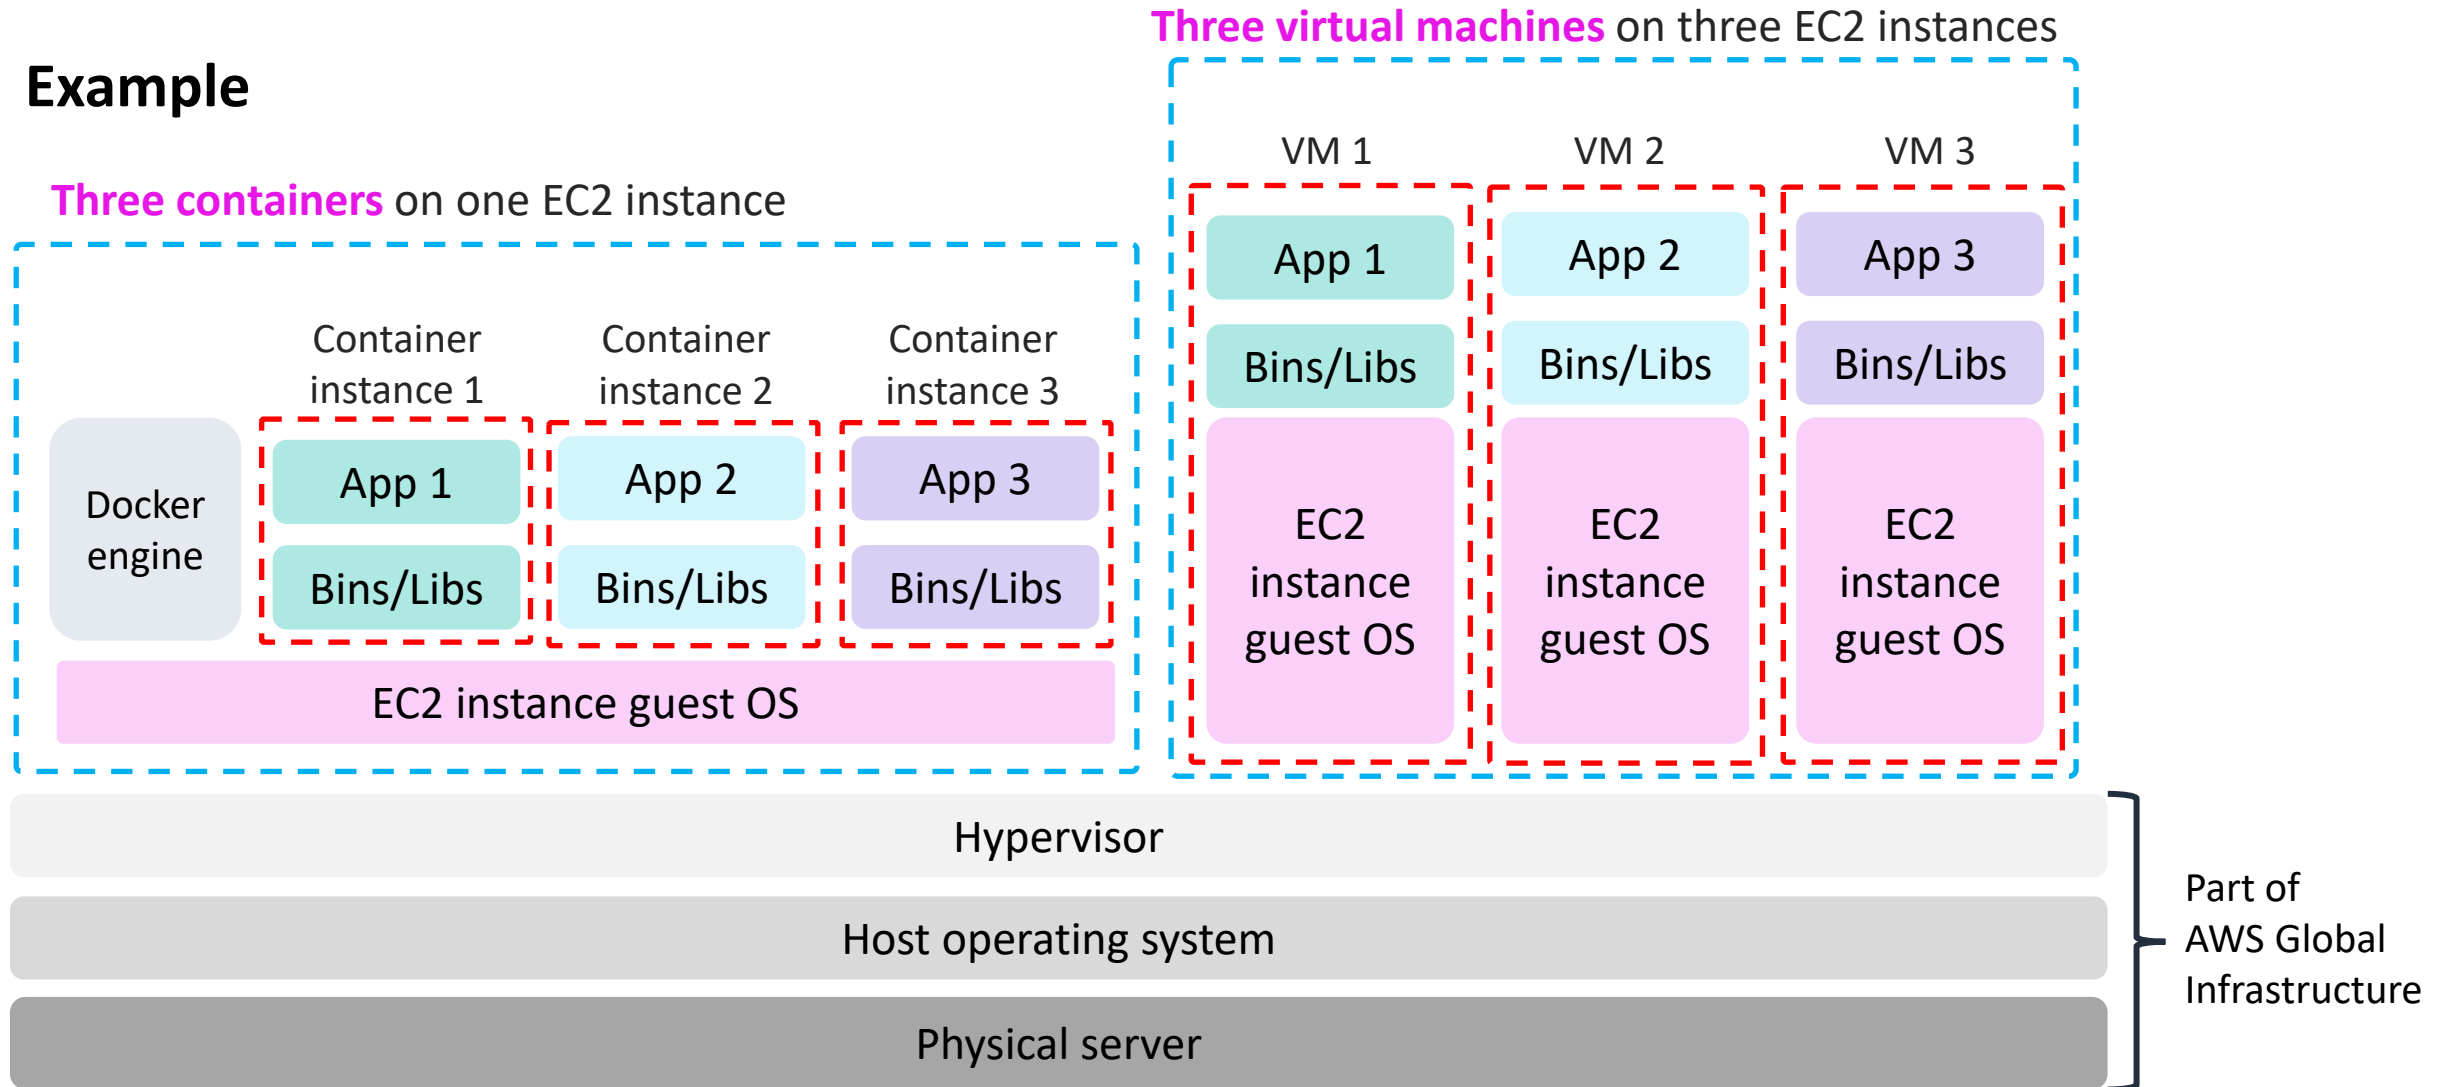 Example
Three containers on one EC2 instance
Container
instance 1
Container
instance 2
Container
instance 3
Docker
engine
App 1
Bins/Libs
App 2
Bins/Libs
App 3
Bins/Libs
EC2 instance guest OS
Three virtual machines on three EC2 instances
VM 1
App 1
Bins/Libs
EC2
instance
guest OS
VM 2
App 2
Bins/Libs
EC2
instance
guest OS
VM 3
App 3
Bins/Libs
EC2
instance
guest OS
Hypervisor
Host operating system
Physical server
Part of
AWS Global
Infrastructure